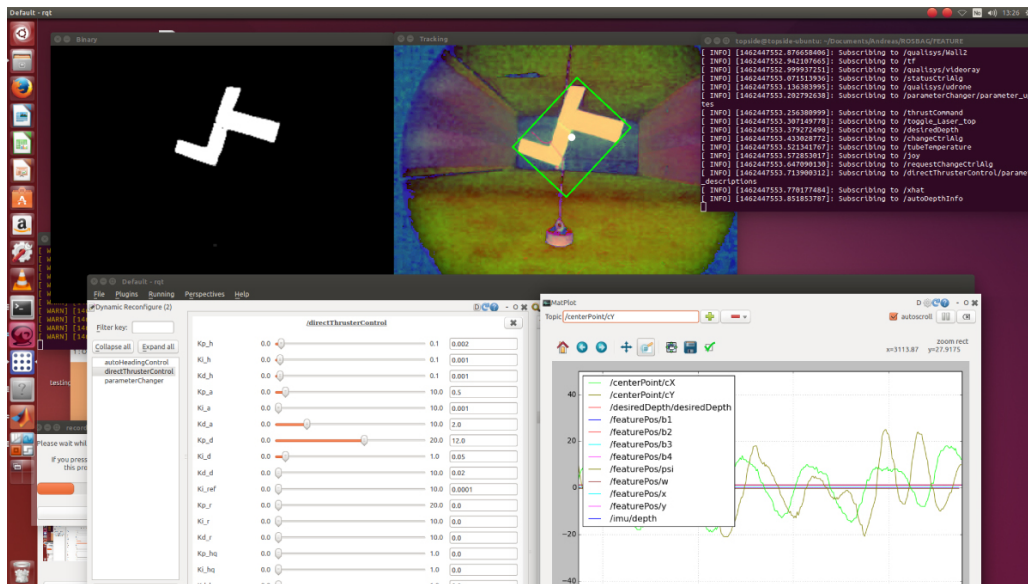 Default - rqt
No
13:26
Binary
Tracking
topside@topside-ubuntu: ~/Documents/Andreas/ROSBAG/FEATURE
[ INFO] [1462447552.876658406]: Subscribing to /qualisys/Wall2
[ INFO] [1462447552.942107665]: Subscribing to /tf
[ INFO] [1462447552.999937251]: Subscribing to /qualisys/videoray
[ INFO] [1462447553.071513936]: Subscribing to /statusCtrlAlg
[ INFO] [1462447553.136383995]: Subscribing to /qualisys/udrone
[ INFO] [1462447553.202792638]: Subscribing to /parameterChanger/parameter_u
tes
[ INFO] [1462447553.256380999]: Subscribing to /thrustCommand
[ INFO] [1462447553.307149778]: Subscribing to /toggle_Laser_top
[ INFO] [1462447553.379272490]: Subscribing to /desiredDepth
[ INFO] [1462447553.433028772]: Subscribing to /changeCtrlAlg
[ INFO] [1462447553.521341767]: Subscribing to /tubeTemperature
[ INFO] [1462447553.572853017]: Subscribing to /joy
[ INFO] [1462447553.647090130]: Subscribing to /requestChangeCtrlAlg
[ INFO] [1462447553.713900312]: Subscribing to /directThrusterControl/parame
_descriptions
[ INFO] [1462447553.770177484]: Subscribing to /xhat
[ INFO] [1462447553.851853787]: Subscribing to /autoDepthInfo
Default - rqt
File Plugins Running Perspectives Help
Dynamic Reconfigure (2)
Filter key:
Collapse all Expand all
autoHeadingControl
directThrusterControl
parameterChanger
/directThrusterControl
Kp_h 0.0 0.1 0.002
Ki_h 0.0 0.1 0.001
Kd_h 0.0 0.1 0.001
Kp_a 0.0 10.0 0.5
Ki_a 0.0 10.0 0.001
Kd_a 0.0 10.0 2.0
Kp_d 0.0 20.0 12.0
Ki_d 0.0 1.0 0.05
Kd_d 0.0 10.0 0.02
Ki_ref 0.0 10.0 0.0001
Kp_r 0.0 20.0 0.0
Ki_r 0.0 10.0 0.0
Kd_r 0.0 10.0 0.0
Kp_hq 0.0 1.0 0.0
Ki_hq 0.0 1.0 0.0
MatPlot
Topic /centerPoint/cY
autoscroll
zoom rect
x=3113.87 y=27.9175
/centerPoint/cX
/centerPoint/cY
/desiredDepth/desiredDepth
/featurePos/b1
/featurePos/b2
/featurePos/b3
/featurePos/b4
/featurePos/psi
/featurePos/w
/featurePos/x
/featurePos/y
/imu/depth
40
20
0
−20
−40
testing
Please wait whil
If you press
this pro